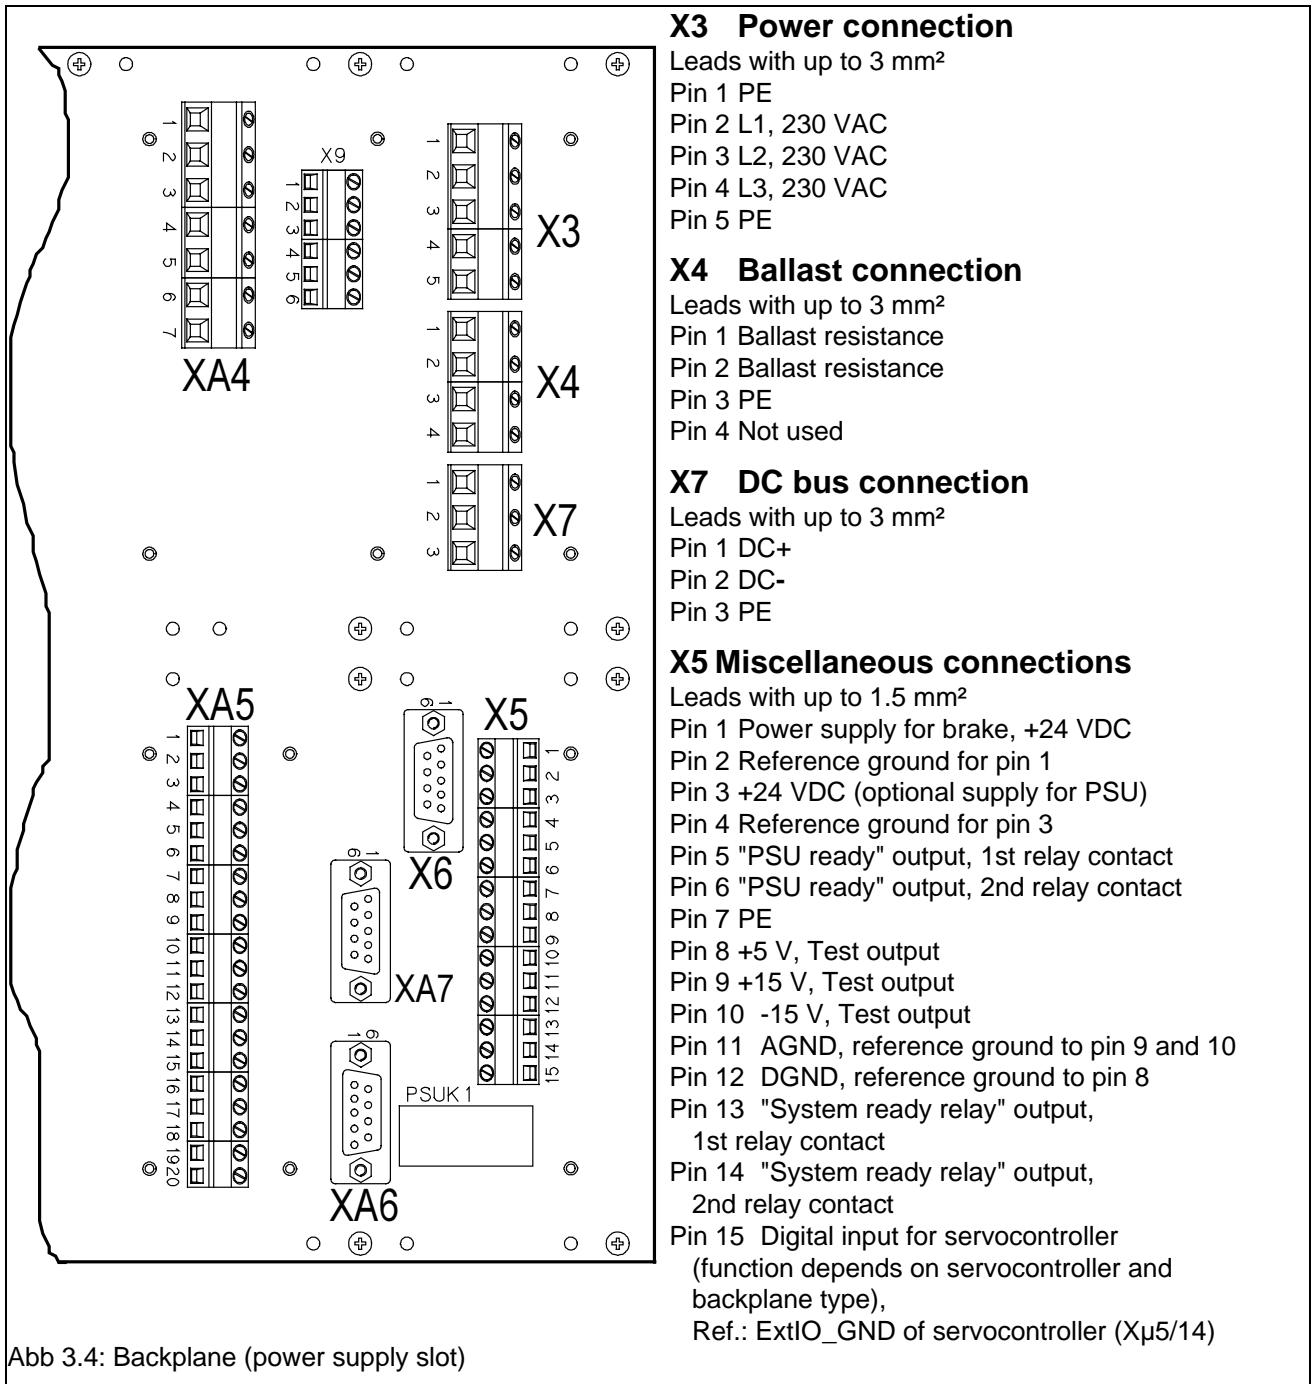 X3 Power connection
Leads with up to 3 mm²
Pin 1 PE
Pin 2 L1, 230 VAC
Pin 3 L2, 230 VAC
Pin 4 L3, 230 VAC
Pin 5 PE
X4 Ballast connection
Leads with up to 3 mm²
Pin 1 Ballast resistance
Pin 2 Ballast resistance
Pin 3 PE
Pin 4 Not used
X7 DC bus connection
Leads with up to 3 mm²
Pin 1 DC+
Pin 2 DC-
Pin 3 PE
X5 Miscellaneous connections
Leads with up to 1.5 mm²
Pin 1 Power supply for brake, +24 VDC
Pin 2 Reference ground for pin 1
Pin 3 +24 VDC (optional supply for PSU)
Pin 4 Reference ground for pin 3
Pin 5 "PSU ready" output, 1st relay contact
Pin 6 "PSU ready" output, 2nd relay contact
Pin 7 PE
Pin 8 +5 V, Test output
Pin 9 +15 V, Test output
Pin 10 -15 V, Test output
Pin 11 AGND, reference ground to pin 9 and 10
Pin 12 DGND, reference ground to pin 8
Pin 13 "System ready relay" output,
1st relay contact
Pin 14 "System ready relay" output,
2nd relay contact
Pin 15 Digital input for servocontroller
(function depends on servocontroller and
backplane type),
Ref.: ExtIO_GND of servocontroller (Xµ5/14)
1
2
3
4
5
6
7
XA4
X9
1
2
3
4
5
6
1
2
3
4
5
X3
1
2
3
4
X4
1
2
3
X7
XA5
1
2
3
4
5
6
7
8
9
10
11
12
13
14
15
16
17
18
19
20
6 1
X6
X5
1
2
3
4
5
6
7
8
9
10
11
12
13
14
15
6 1
XA7
1 6
XA6
PSUK1
Abb 3.4: Backplane (power supply slot)